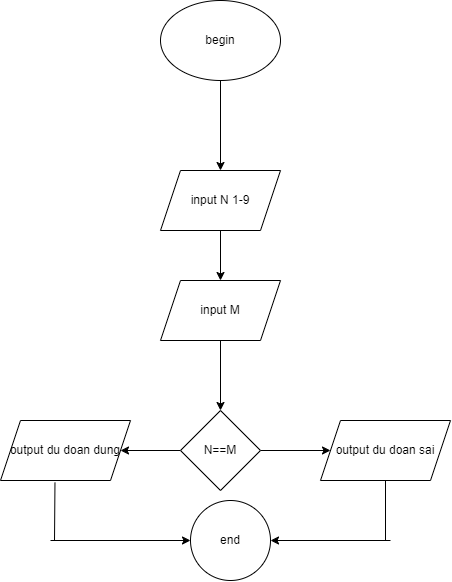 begin
input N 1-9
input M
output du doan dung
N==M
output du doan sai
end